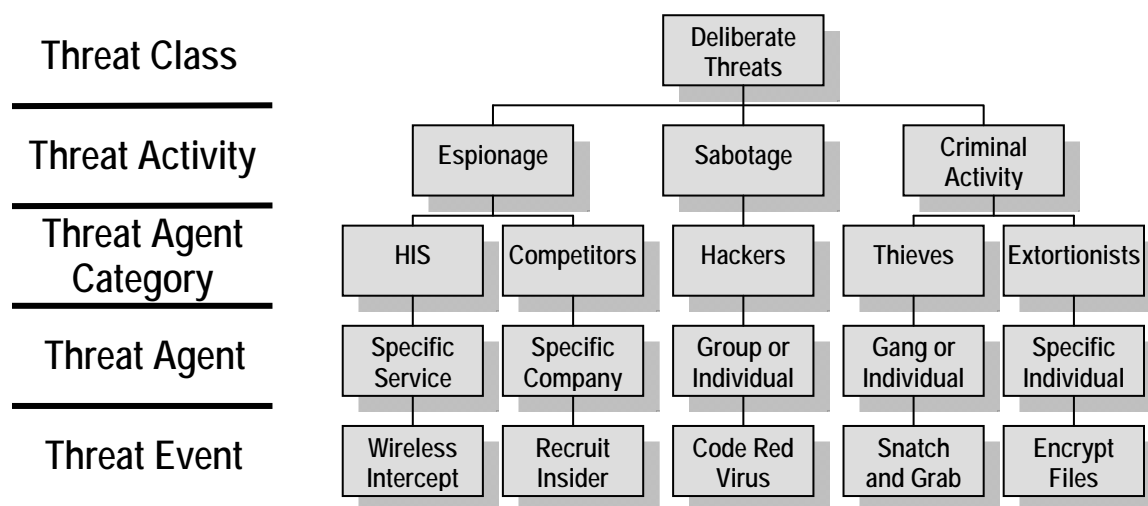 Threat Class
Deliberate
Threats
Threat Activity
Espionage
Sabotage
Criminal
Activity
Threat Agent
Category
HIS
Competitors
Hackers
Thieves
Extortionists
Threat Agent
Specific
Service
Specific
Company
Group or
Individual
Gang or
Individual
Specific
Individual
Threat Event
Wireless
Intercept
Recruit
Insider
Code Red
Virus
Snatch
and Grab
Encrypt
Files